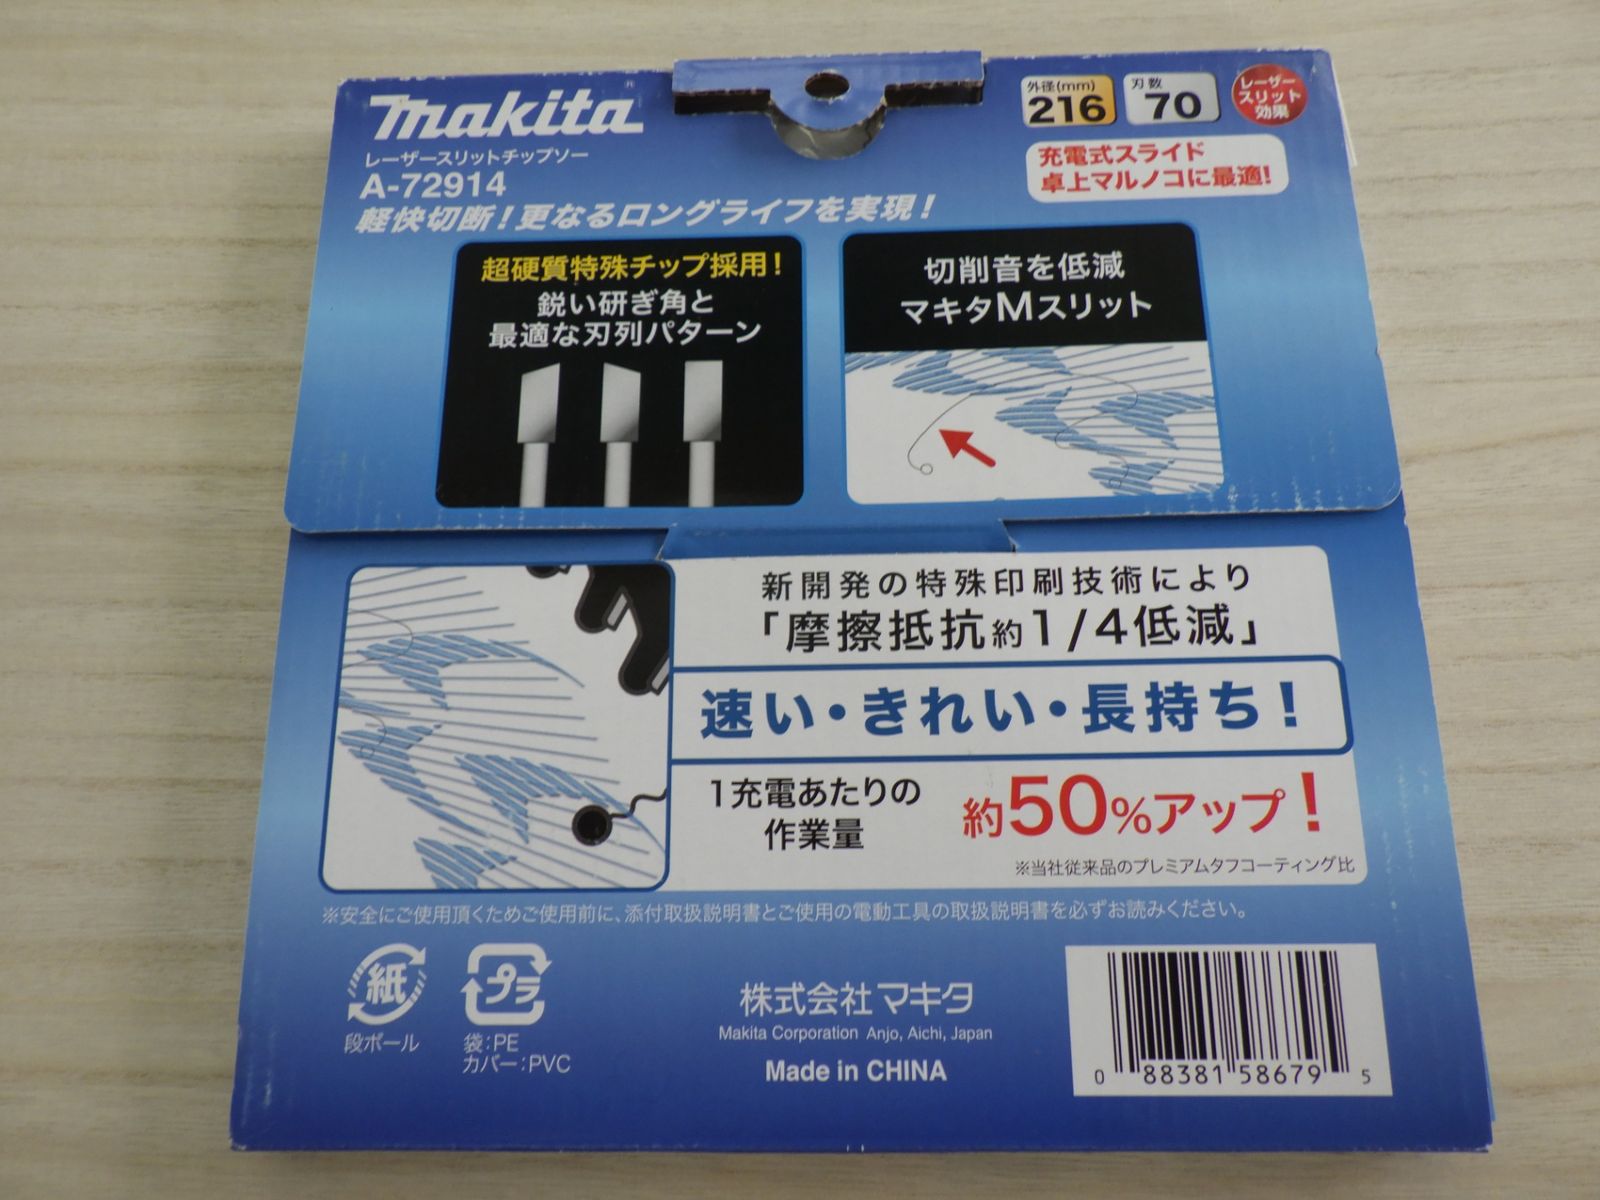 makita®
レーザースリットチップソー
A-72914
軽快切断！更なるロングライフを実現！
外径(mm)
216
刃数
70
レーザー
スリット
効果
充電式スライド
卓上マルノコに最適！
超硬質特殊チップ採用！
鋭い研ぎ角と
最適な刃列パターン
切削音を低減
マキタMスリット
新開発の特殊印刷技術により
「摩擦抵抗約1/4低減」
速い・きれい・長持ち！
1充電あたりの
作業量
約50%アップ！
※当社従来品のプレミアムタフコーティング比
※安全にご使用頂くためご使用前に、添付取扱説明書とご使用の電動工具の取扱説明書を必ずお読みください。
紙
段ボール
プラ
袋：PE
カバー：PVC
株式会社マキタ
Makita Corporation Anjo, Aichi, Japan
Made in CHINA
0 88381 58679 5